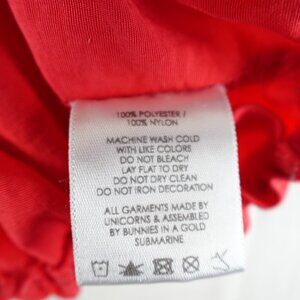 100% POLYESTER /
100% NYLON
MACHINE WASH COLD
WITH LIKE COLORS
DO NOT BLEACH
LAY FLAT TO DRY
DO NOT DRY CLEAN
DO NOT IRON DECORATION
ALL GARMENTS MADE BY
UNICORNS & ASSEMBLED
BY BUNNIES IN A GOLD
SUBMARINE